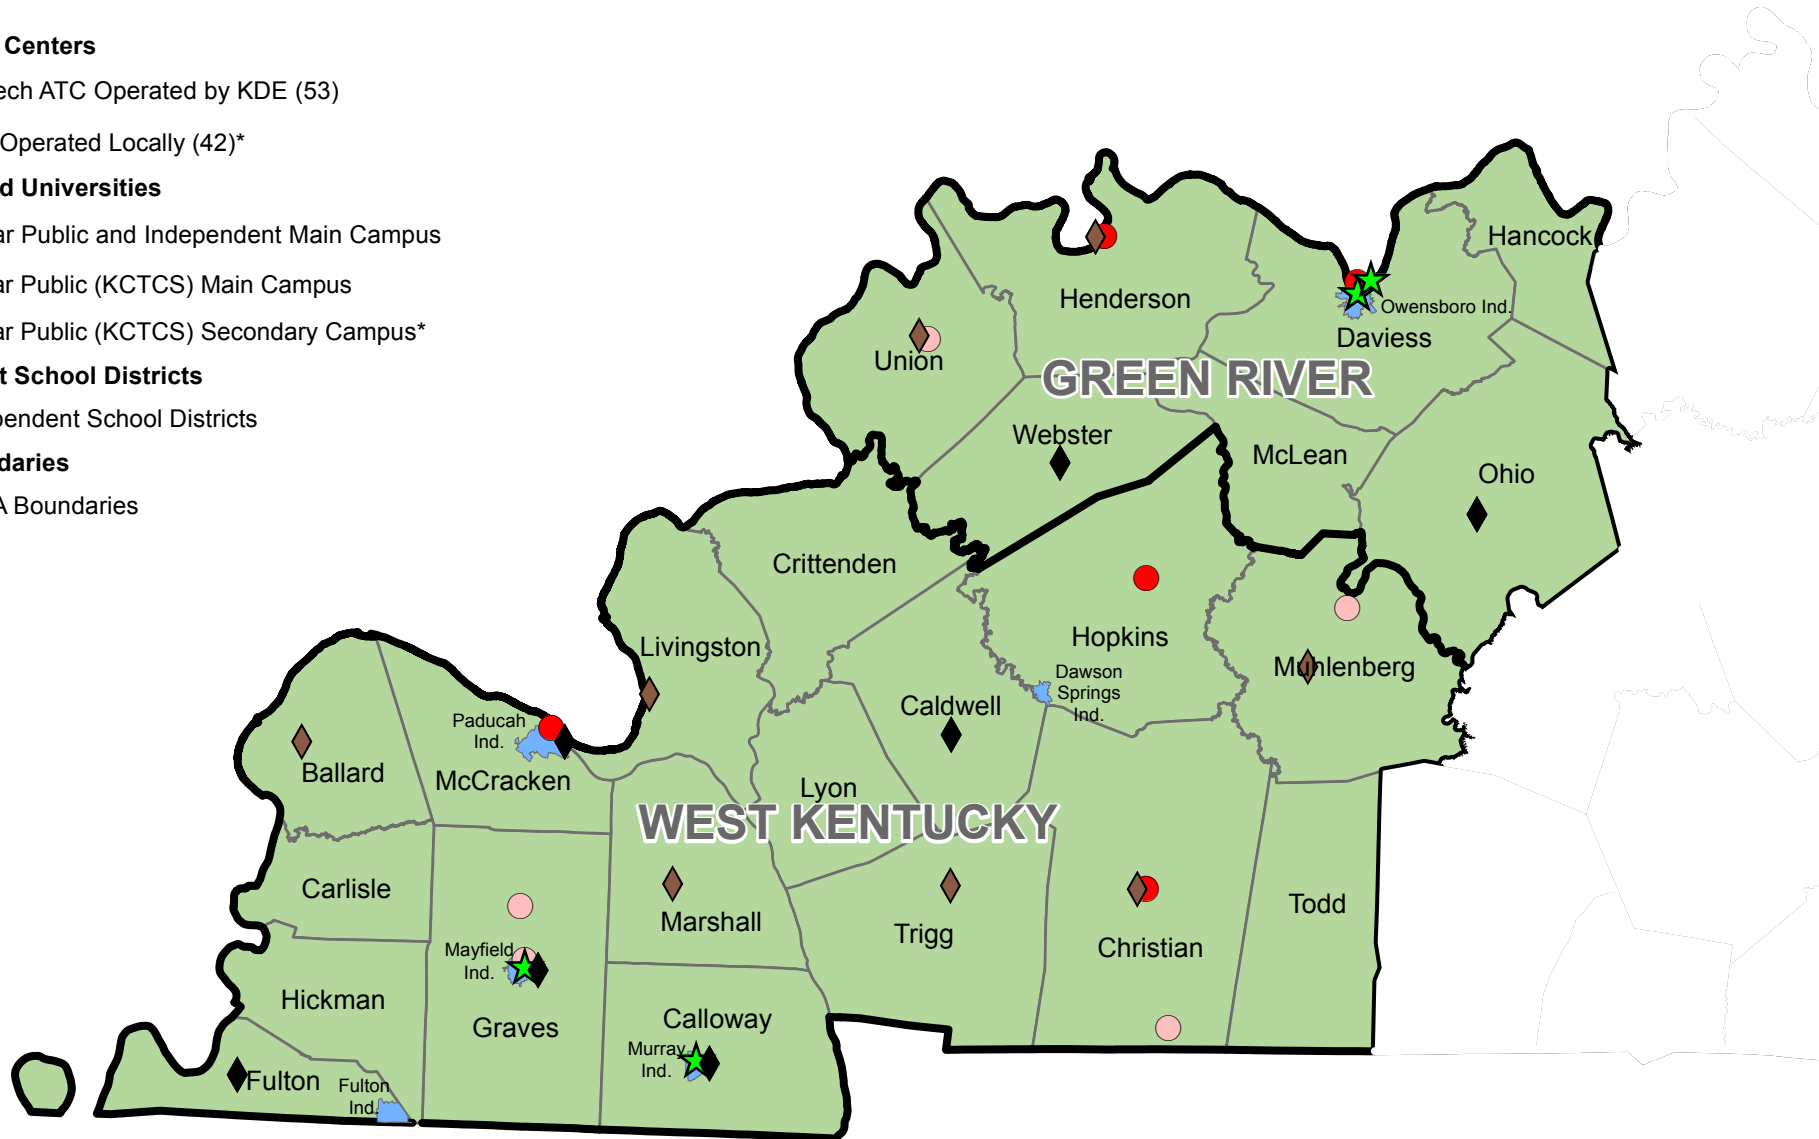 Centers
ech ATC Operated by KDE (53)
Operated Locally (42)*
d Universities
ar Public and Independent Main Campus
ar Public (KCTCS) Main Campus
ar Public (KCTCS) Secondary Campus*
t School Districts
pendent School Districts
daries
A Boundaries
Hancock
Henderson
Owensboro Ind.
Daviess
Union
GREEN RIVER
Webster
McLean
Ohio
Crittenden
Hopkins
Livingston
Muhlenberg
Dawson
Springs
Ind.
Caldwell
Paducah
Ind.
Ballard
McCracken
Lyon
WEST KENTUCKY
Carlisle
Marshall
Todd
Trigg
Christian
Mayfield
Ind.
Hickman
Graves
Calloway
Murray
Ind.
Fulton
Fulton
Ind.